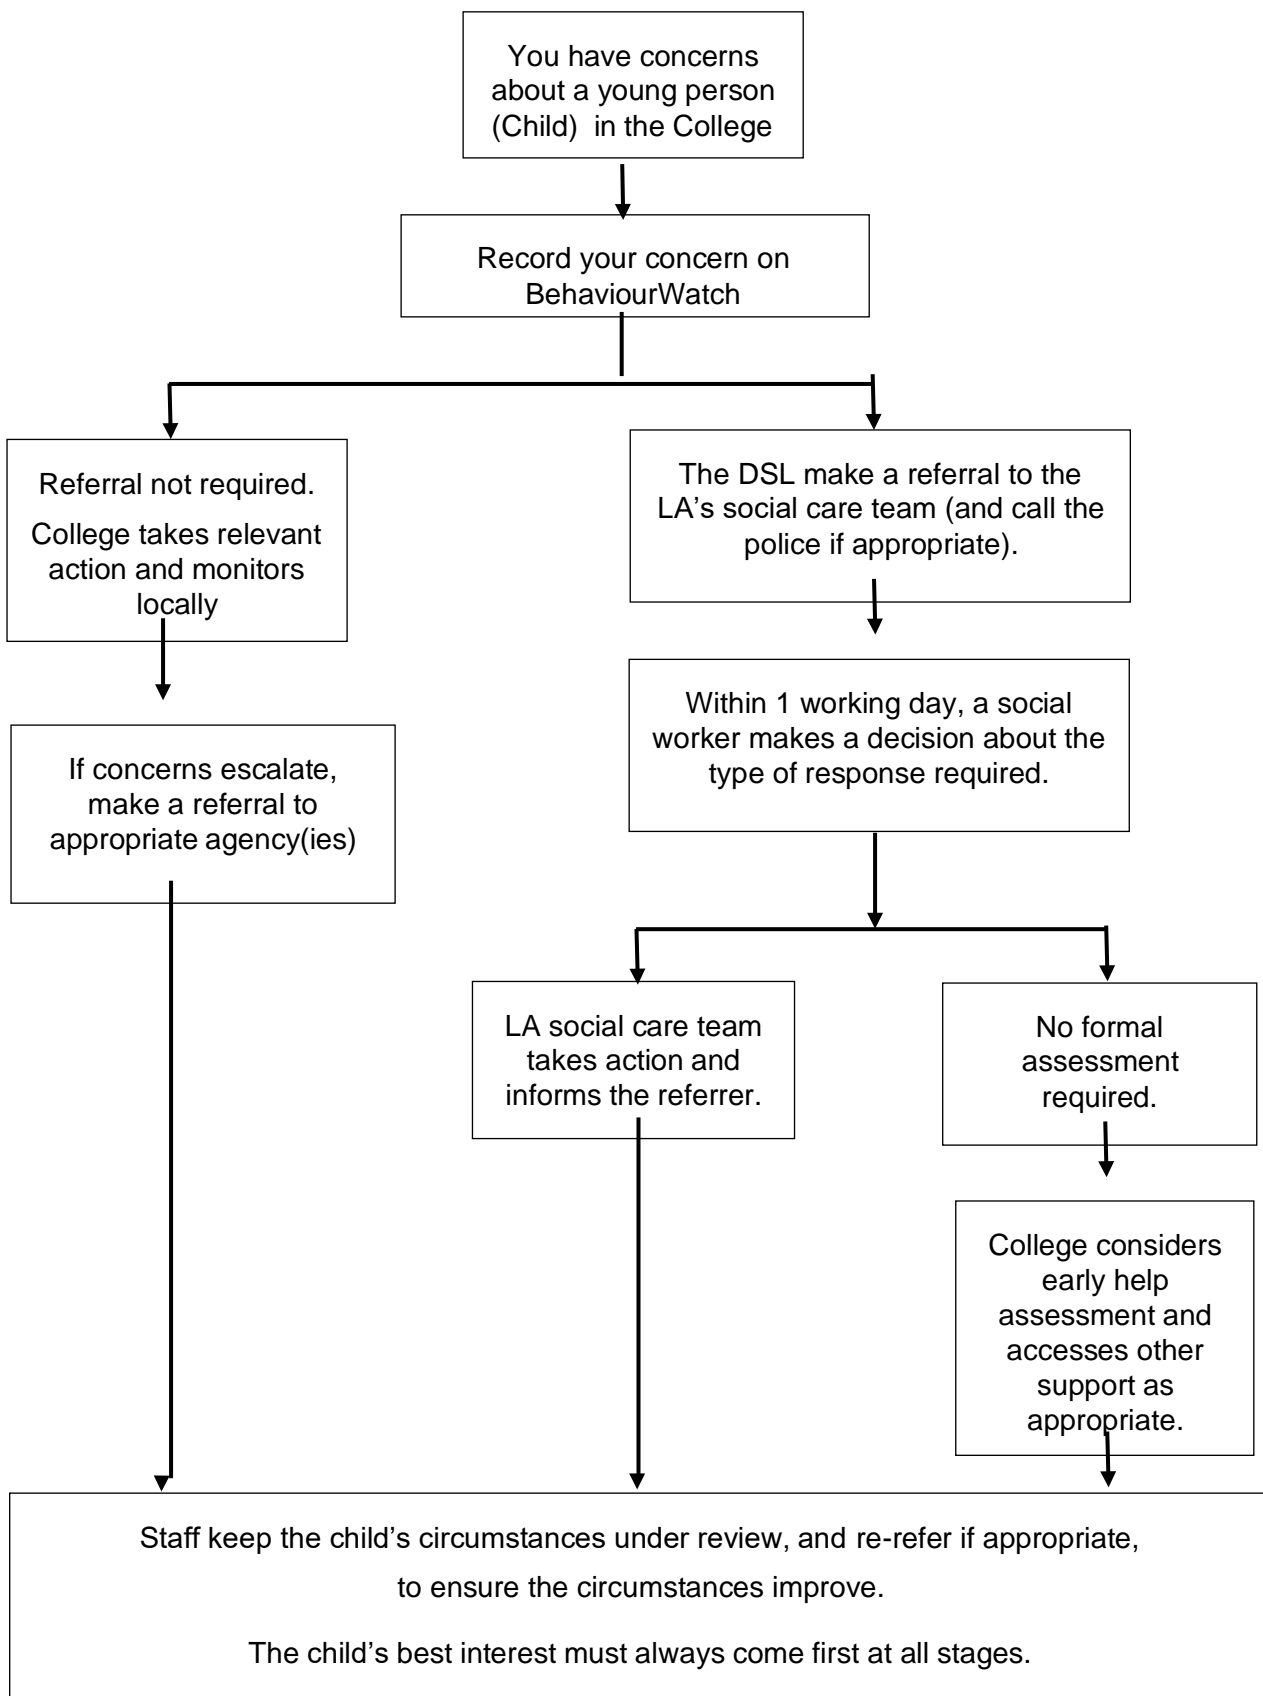 You have concerns
about a young person
(Child) in the College
Record your concern on
BehaviourWatch
Referral not required.
College takes relevant
action and monitors
locally
The DSL make a referral to the
LA’s social care team (and call the
police if appropriate).
If concerns escalate,
make a referral to
appropriate agency(ies)
Within 1 working day, a social
worker makes a decision about the
type of response required.
LA social care team
takes action and
informs the referrer.
No formal
assessment
required.
College considers
early help
assessment and
accesses other
support as
appropriate.
Staff keep the child’s circumstances under review, and re-refer if appropriate,
to ensure the circumstances improve.
The child’s best interest must always come first at all stages.